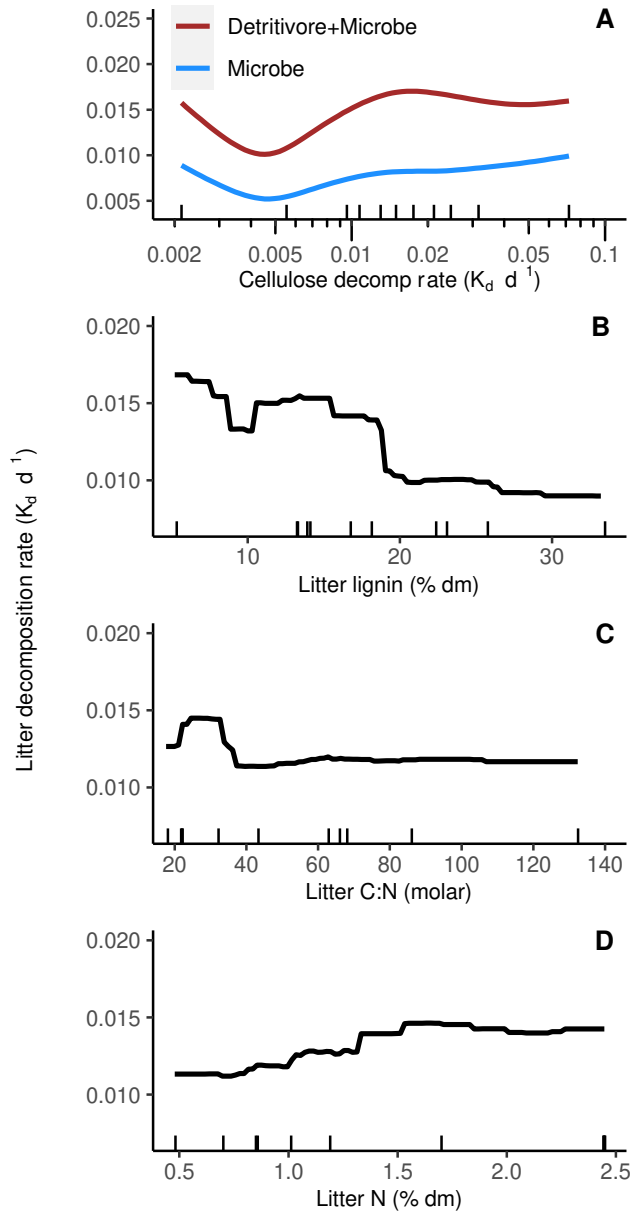 0.025
0.020
0.015
0.010
0.005
Detritivore+Microbe
Microbe
A
0.002 0.005 0.01 0.02 0.05 0.1
Cellulose decomp rate (Kd d 1)
Litter decomposition rate (Kd d 1)
B
0.020
0.015
0.010
10 20 30
Litter lignin (% dm)
C
0.020
0.015
0.010
20 40 60 80 100 120 140
Litter C:N (molar)
D
0.020
0.015
0.010
0.5 1.0 1.5 2.0 2.5
Litter N (% dm)